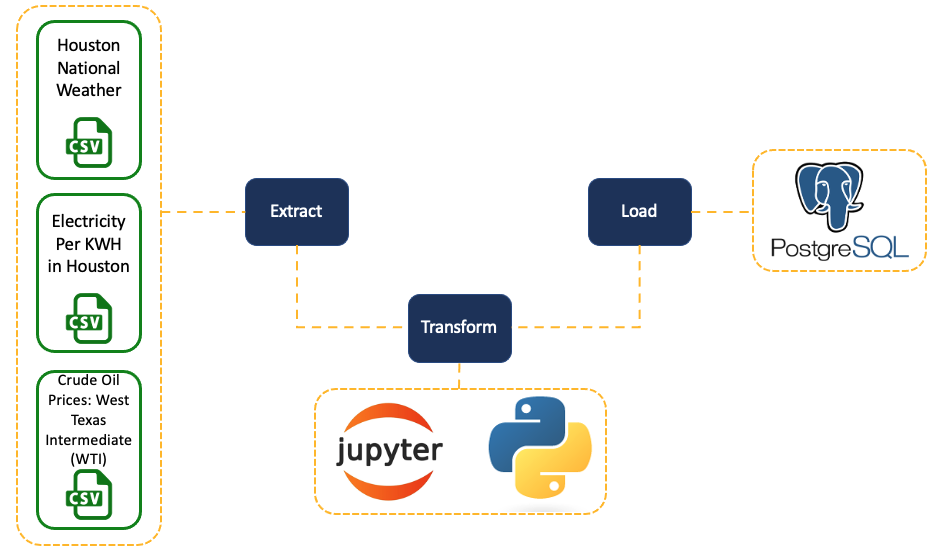 Houston
National
Weather
CSV
Electricity
Per KWH
in Houston
CSV
Crude Oil
Prices: West
Texas
Intermediate
(WTI)
CSV
Extract
Transform
Load
jupyter
PostgreSQL